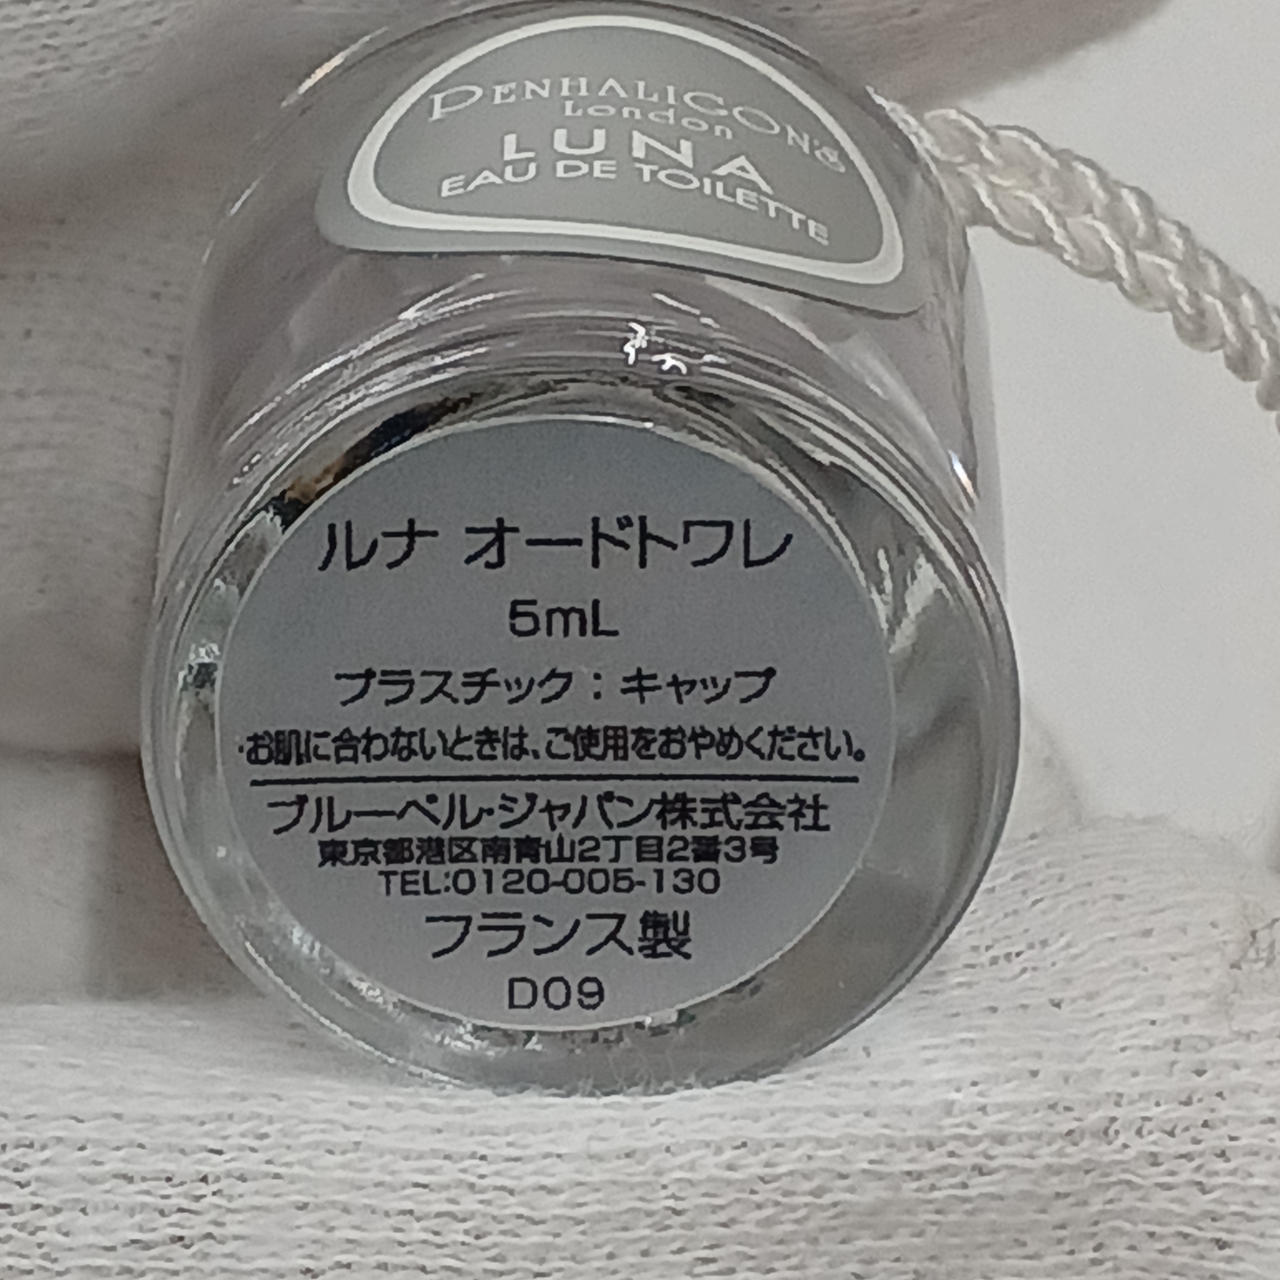 PENHALIGON'S
London
LUNA
EAU DE TOILETTE
ルナ オードトワレ
5mL
プラスチック：キャップ
・お肌に合わないときは、ご使用をおやめください。
ブルーベル・ジャパン株式会社
東京都港区南青山2丁目2番3号
TEL:0120-005-130
フランス製
D09